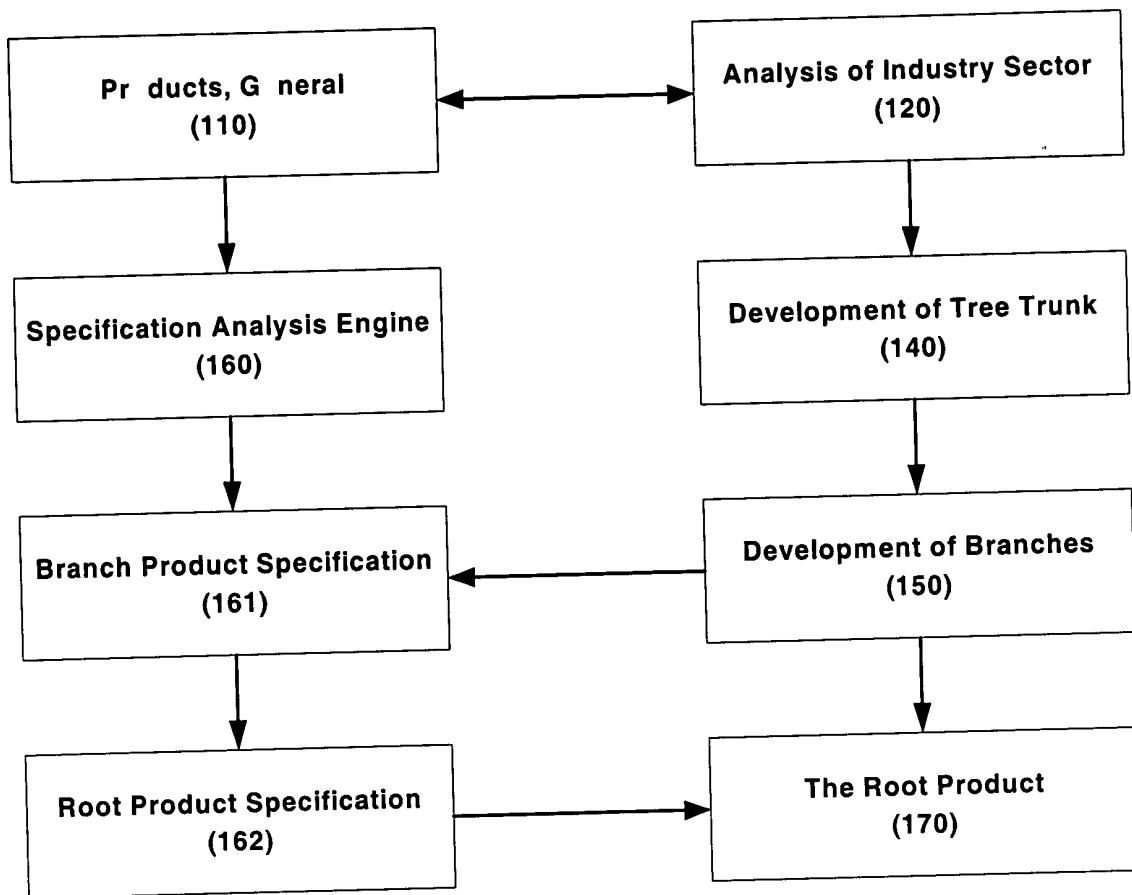 Pr ducts, G neral
(110)
Analysis of Industry Sector
(120)
Specification Analysis Engine
(160)
Development of Tree Trunk
(140)
Branch Product Specification
(161)
Development of Branches
(150)
Root Product Specification
(162)
The Root Product
(170)